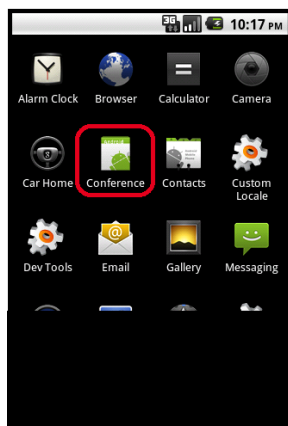 3G 10:17 PM
Alarm Clock Browser Calculator Camera
Car Home Conference Contacts Custom
Locale
Dev Tools Email Gallery Messaging